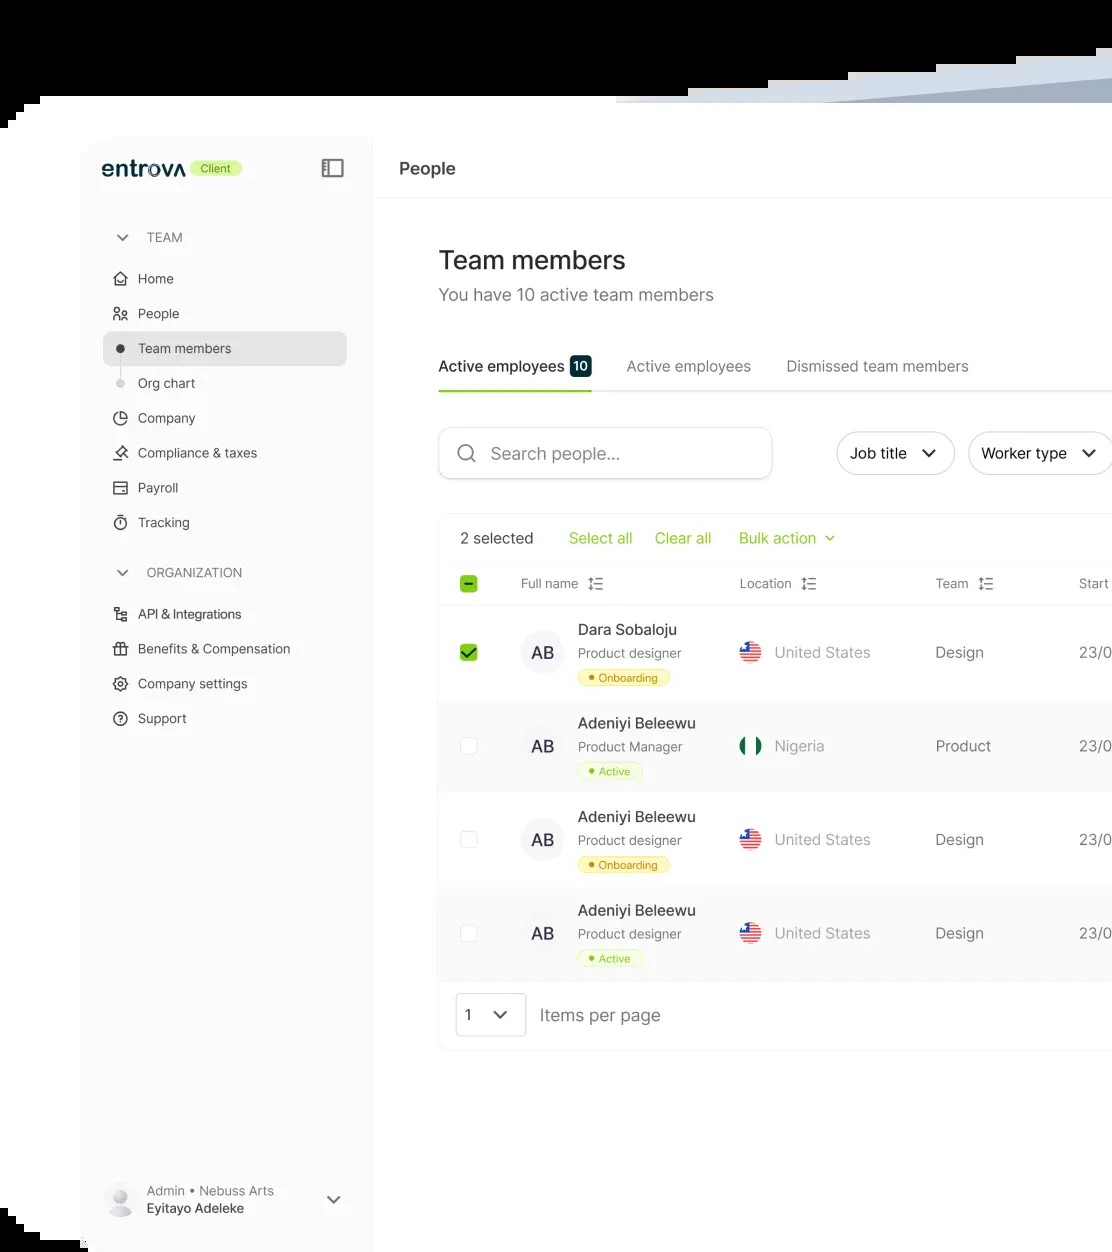 entrova Client
People
TEAM
Home
People
Team members
Org chart
Company
Compliance & taxes
Payroll
Tracking
ORGANIZATION
API & Integrations
Benefits & Compensation
Company settings
Support
Admin • Nebuss Arts
Eyitayo Adeleke
Team members
You have 10 active team members
Active employees 10 Active employees Dismissed team members
Search people... Job title Worker type
2 selected Select all Clear all Bulk action
Full name Location Team Start
Dara Sobaloju
AB Product designer United States Design 23/0
Onboarding
Adeniyi Beleewu
AB Product Manager Nigeria Product 23/0
Active
Adeniyi Beleewu
AB Product designer United States Design 23/0
Onboarding
Adeniyi Beleewu
AB Product designer United States Design 23/0
Active
1 Items per page